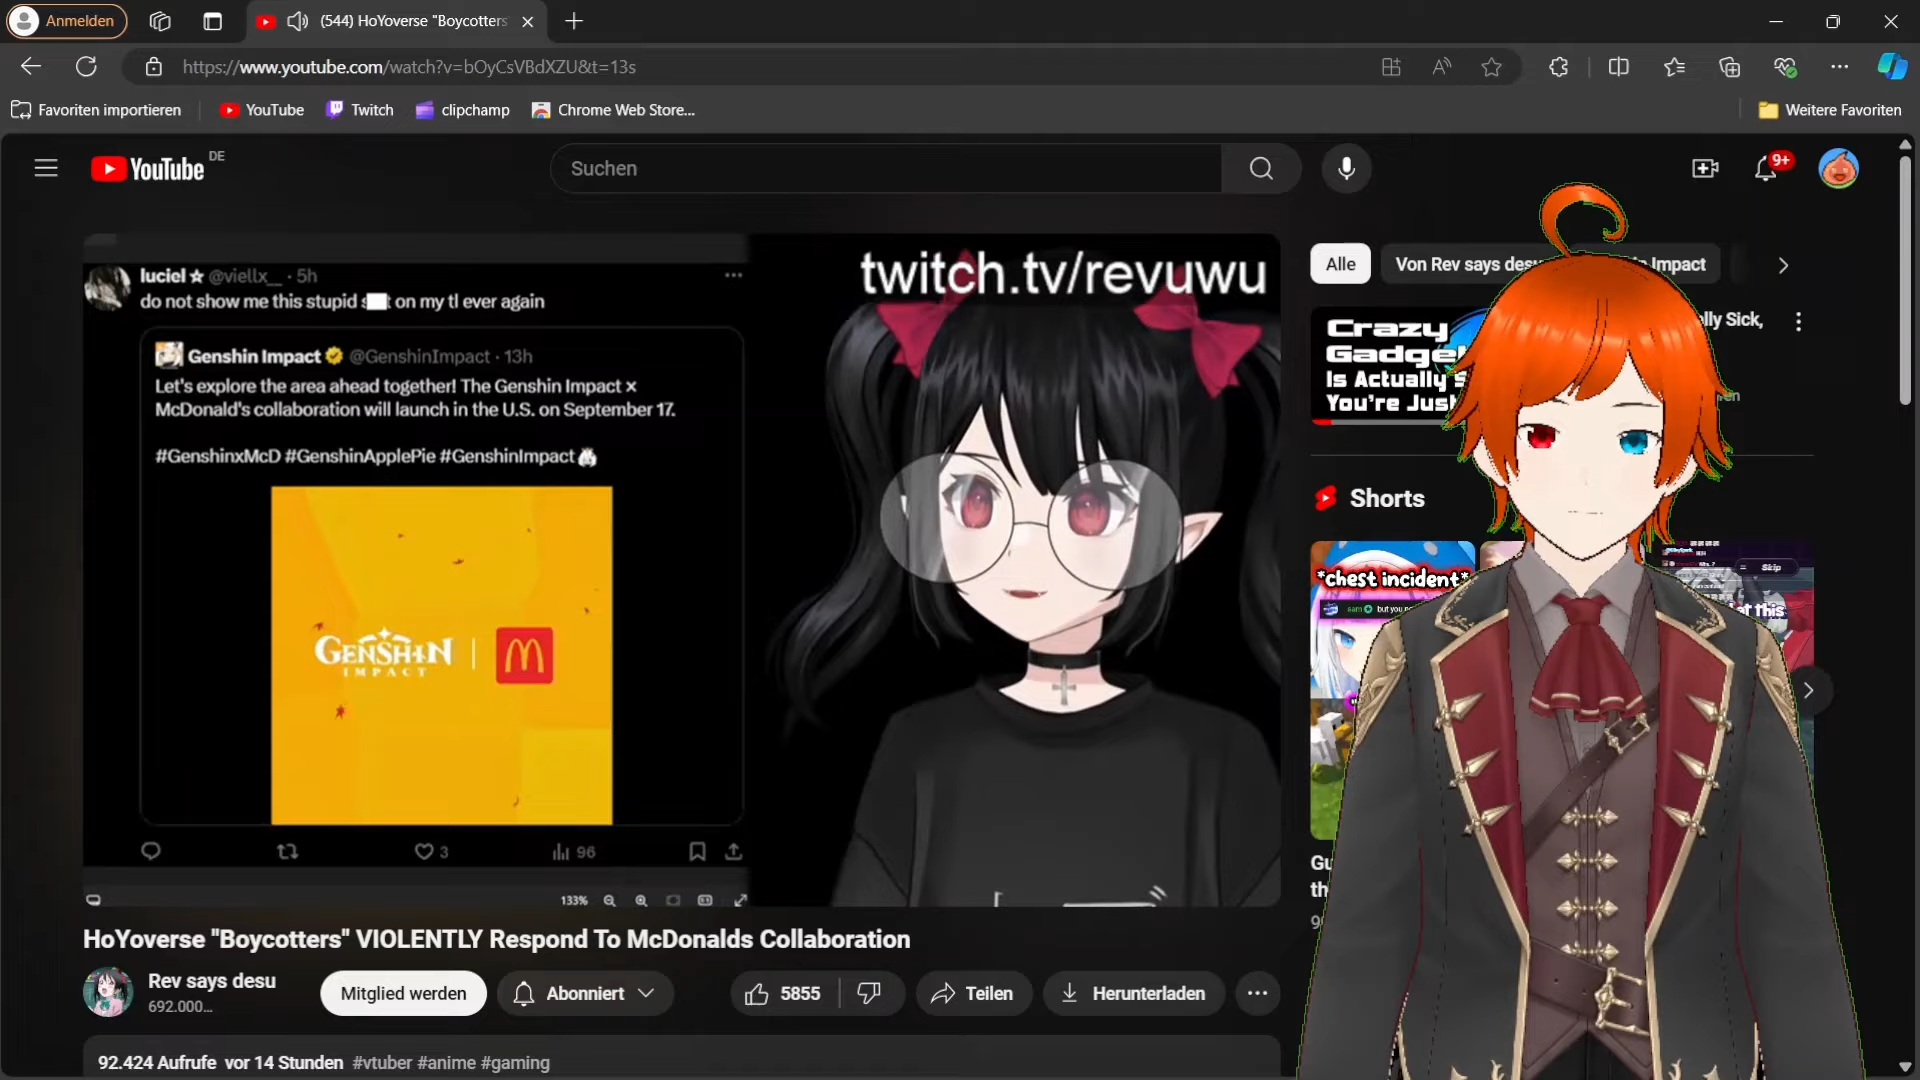 Anmelden
(544) HoYoverse "Boycotters"
https://www.youtube.com/watch?v=bOyCsVBdXZU&t=13s
Favoriten importieren
YouTube
Twitch
clipchamp
Chrome Web Store...
Weitere Favoriten
YouTube DE
Suchen
9+
luciel☆ @viellx__ · 5h
do not show me this stupid s t on my tl ever again
Genshin Impact @GenshinImpact · 13h
Let's explore the area ahead together! The Genshin Impact ×
McDonald's collaboration will launch in the U.S. on September 17.
#GenshinxMcD #GenshinApplePie #GenshinImpact
GENSHIN
IMPACT
3
96
133%
twitch.tv/revuwu
Alle
Von Rev says desu
Impact
Crazy
Gadge
Is Actually S
You're Jus
lly Sick,
Shorts
*chest incident*
Skip
at this
HoYoverse "Boycotters" VIOLENTLY Respond To McDonalds Collaboration
Rev says desu
692.000...
Mitglied werden
Abonniert
5855
Teilen
Herunterladen
92.424 Aufrufe vor 14 Stunden #vtuber #anime #gaming